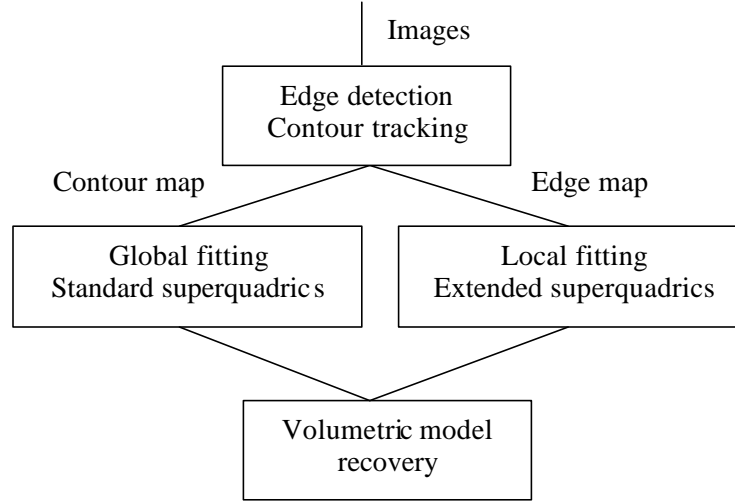 Images
Edge detection
Contour tracking
Contour map
Edge map
Global fitting
Standard superquadrics
Local fitting
Extended superquadrics
Volumetric model
recovery